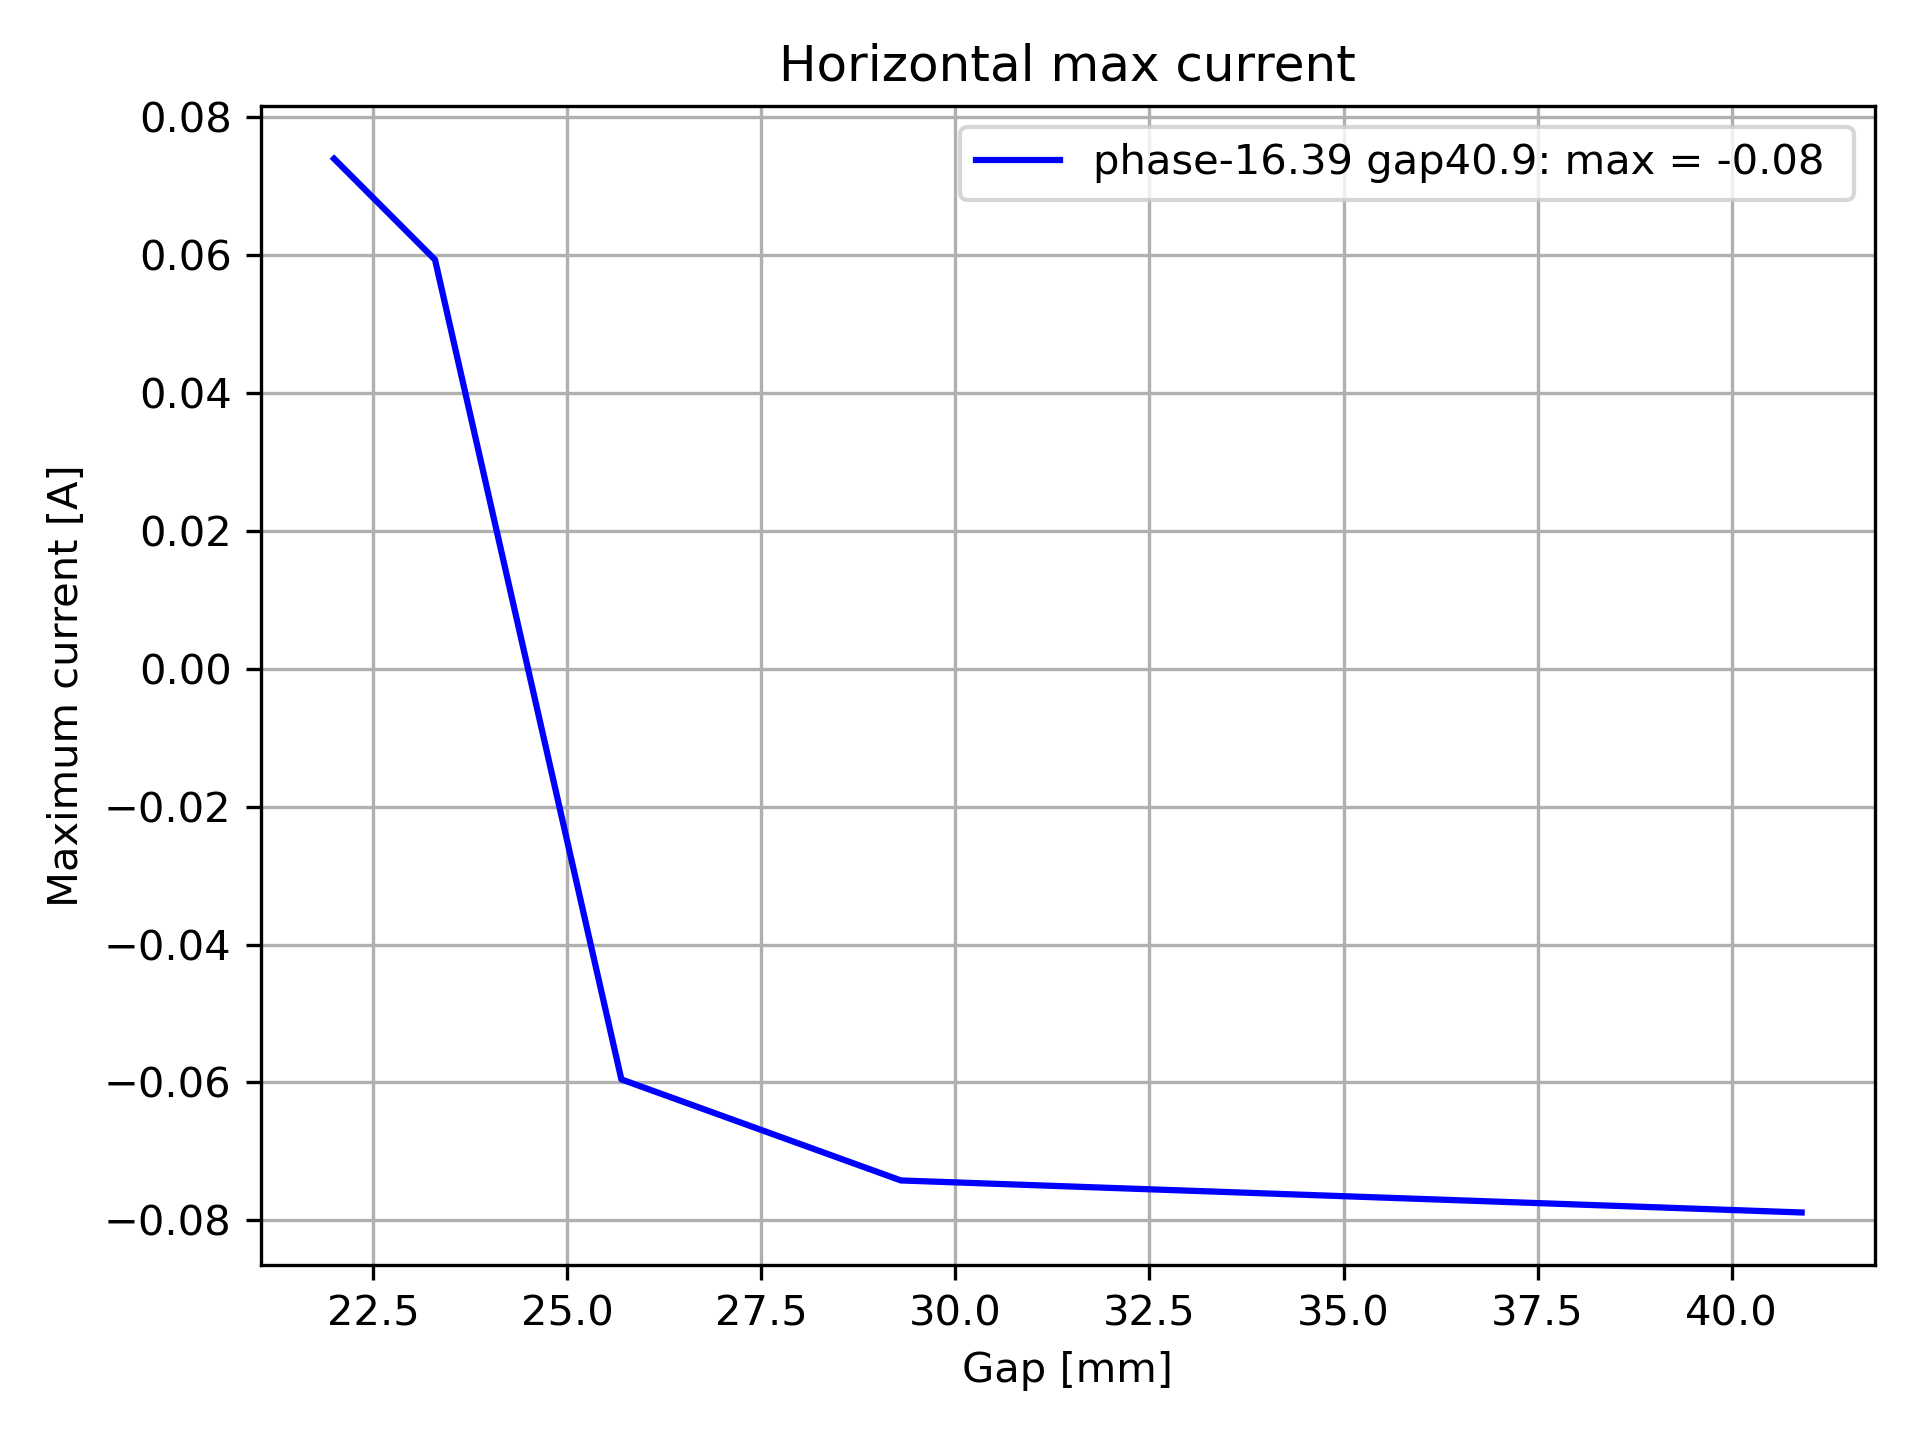 Horizontal max current
phase-16.39 gap40.9: max = -0.08
Maximum current [A]
0.08
0.06
0.04
0.02
0.00
−0.02
−0.04
−0.06
−0.08
22.5 25.0 27.5 30.0 32.5 35.0 37.5 40.0
Gap [mm]